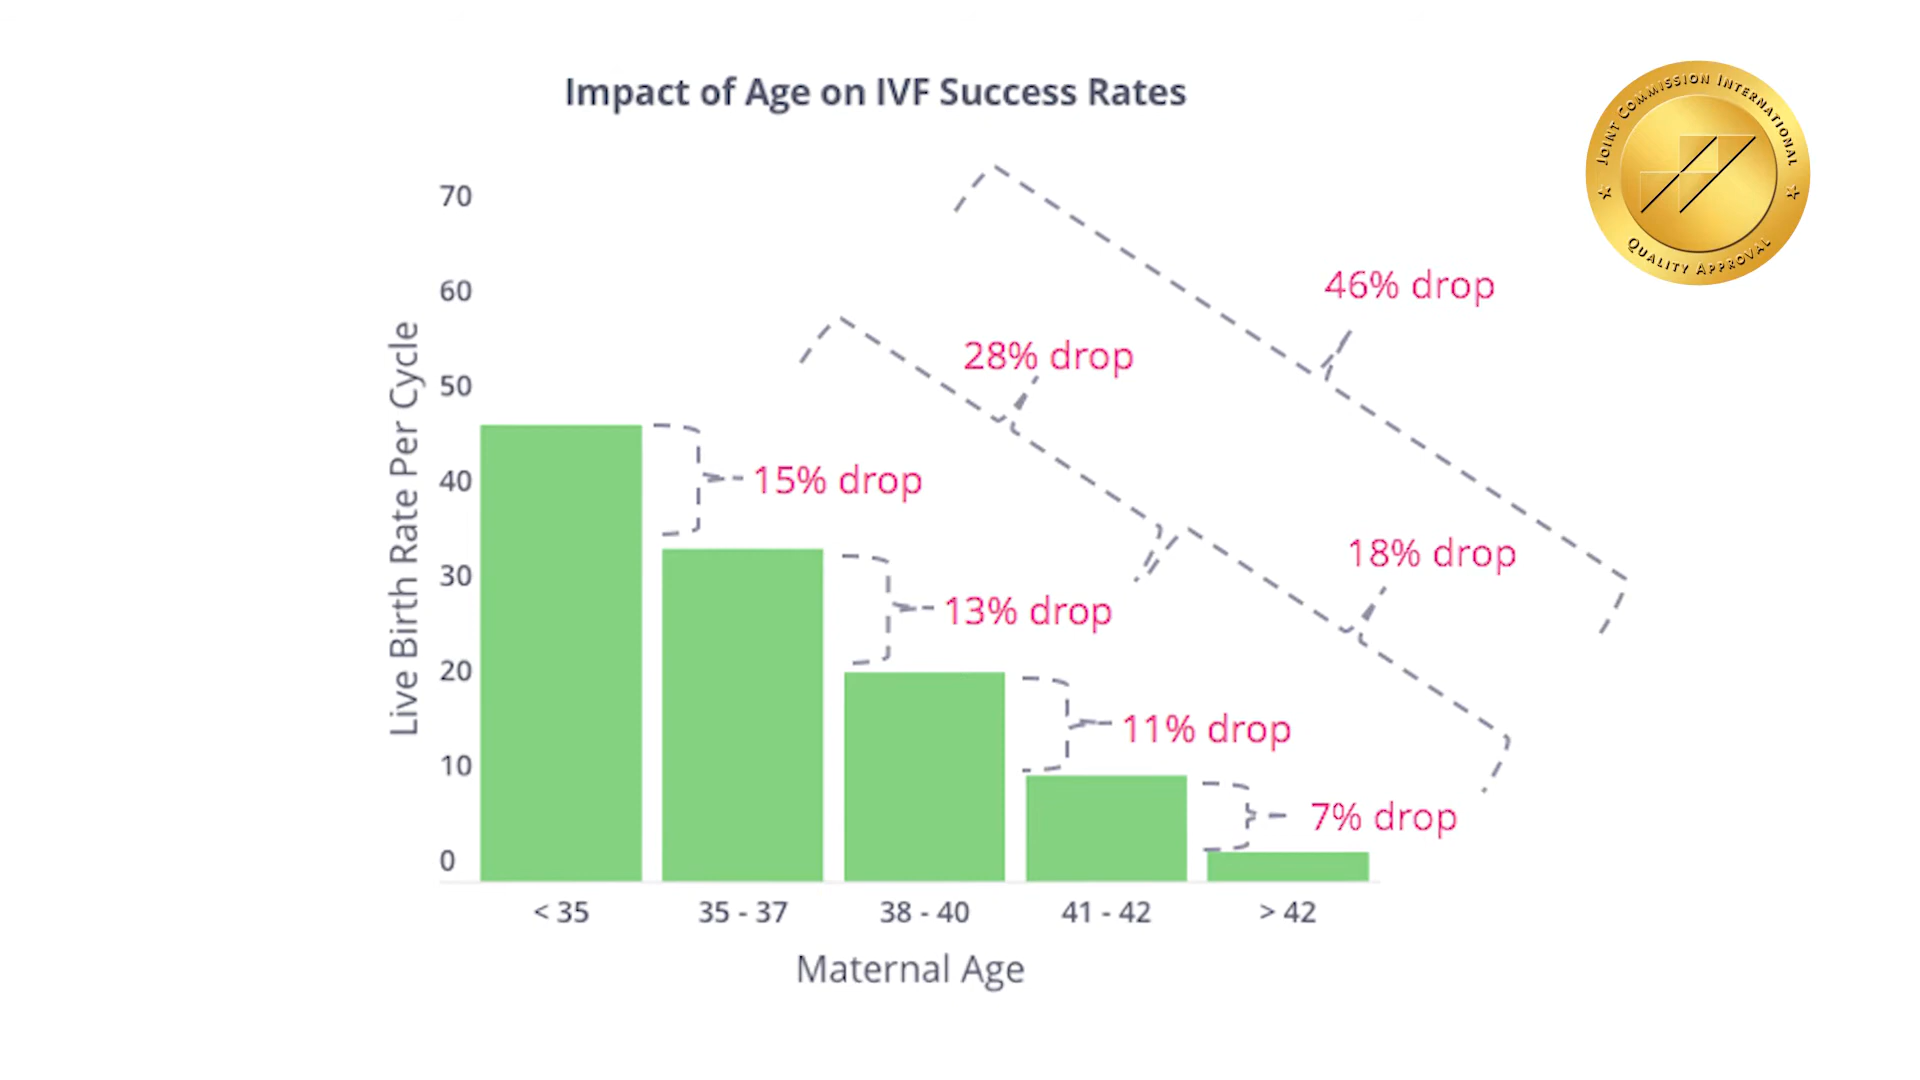 Impact of Age on IVF Success Rates
JOINT COMMISSION INTERNATIONAL
QUALITY APPROVAL
Live Birth Rate Per Cycle
70
60
50
40
30
20
10
0
46% drop
28% drop
15% drop
18% drop
13% drop
11% drop
7% drop
< 35
35 - 37
38 - 40
41 - 42
> 42
Maternal Age